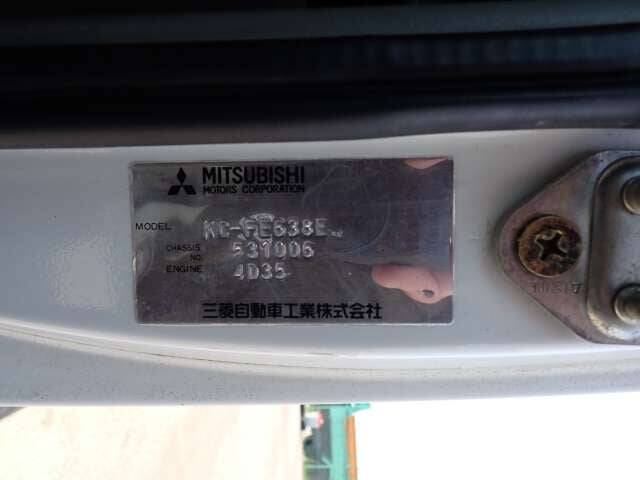 MITSUBISHI
MOTORS CORPORATION
MODEL KC-FE638E
CHASSIS NO. 531006
ENGINE 4D35
三菱自動車工業株式会社